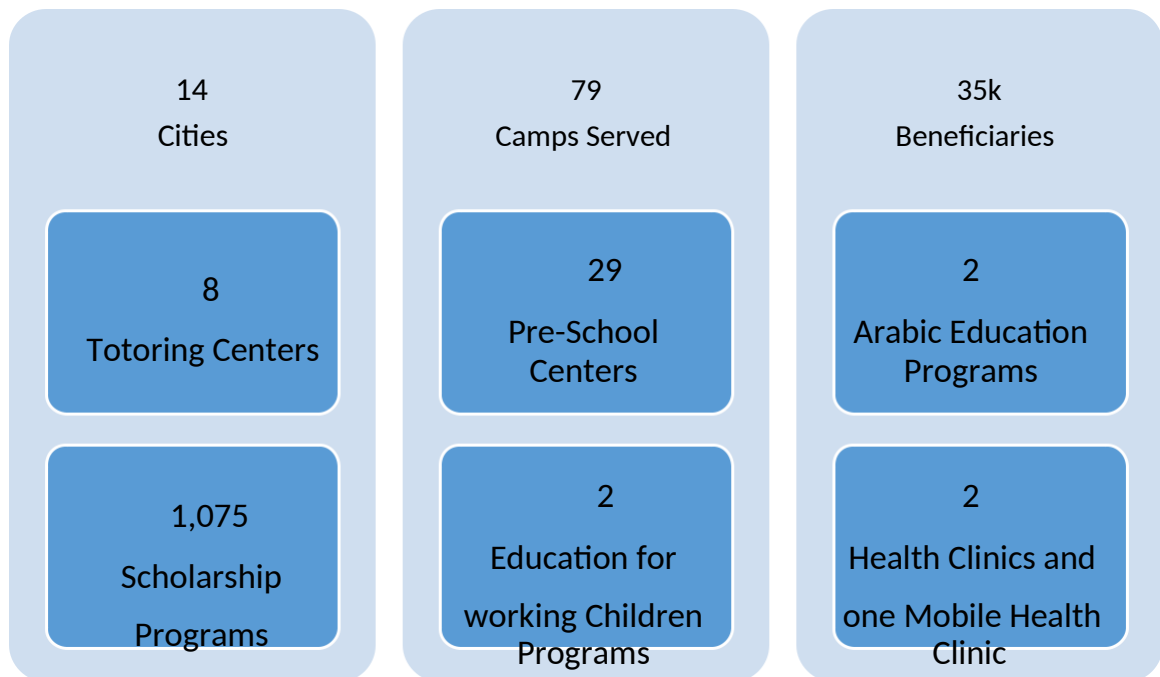 14
Cities
8
Totoring Centers
1,075
Scholarship
Programs
79
Camps Served
29
Pre-School
Centers
2
Education for
working Children
Programs
35k
Beneficiaries
2
Arabic Education
Programs
2
Health Clinics and
one Mobile Health
Clinic